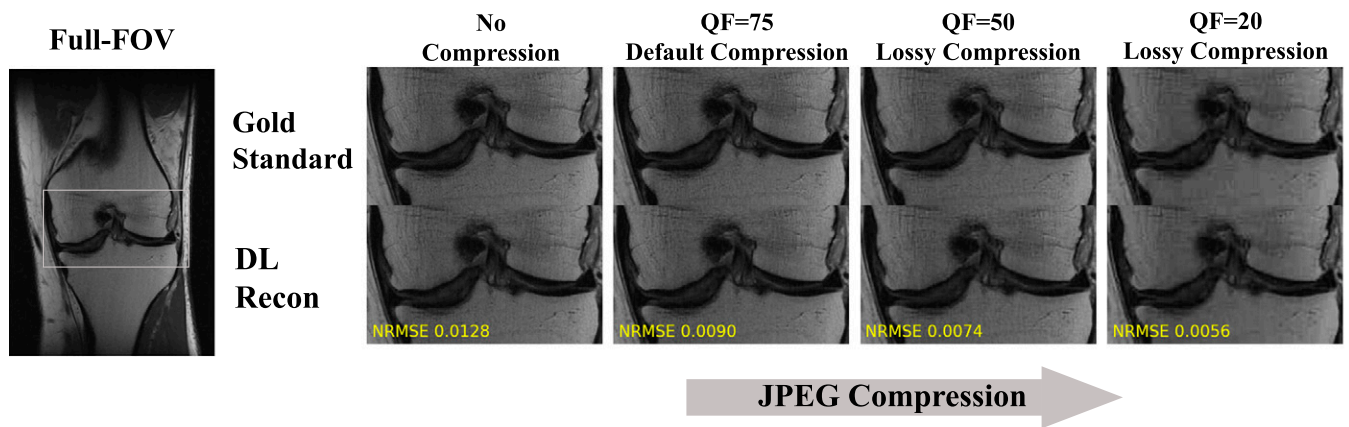 Full-FOV
No
Compression
QF=75
Default Compression
QF=50
Lossy Compression
QF=20
Lossy Compression
Gold
Standard
DL
Recon
NRMSE 0.0128
NRMSE 0.0090
NRMSE 0.0074
NRMSE 0.0056
JPEG Compression